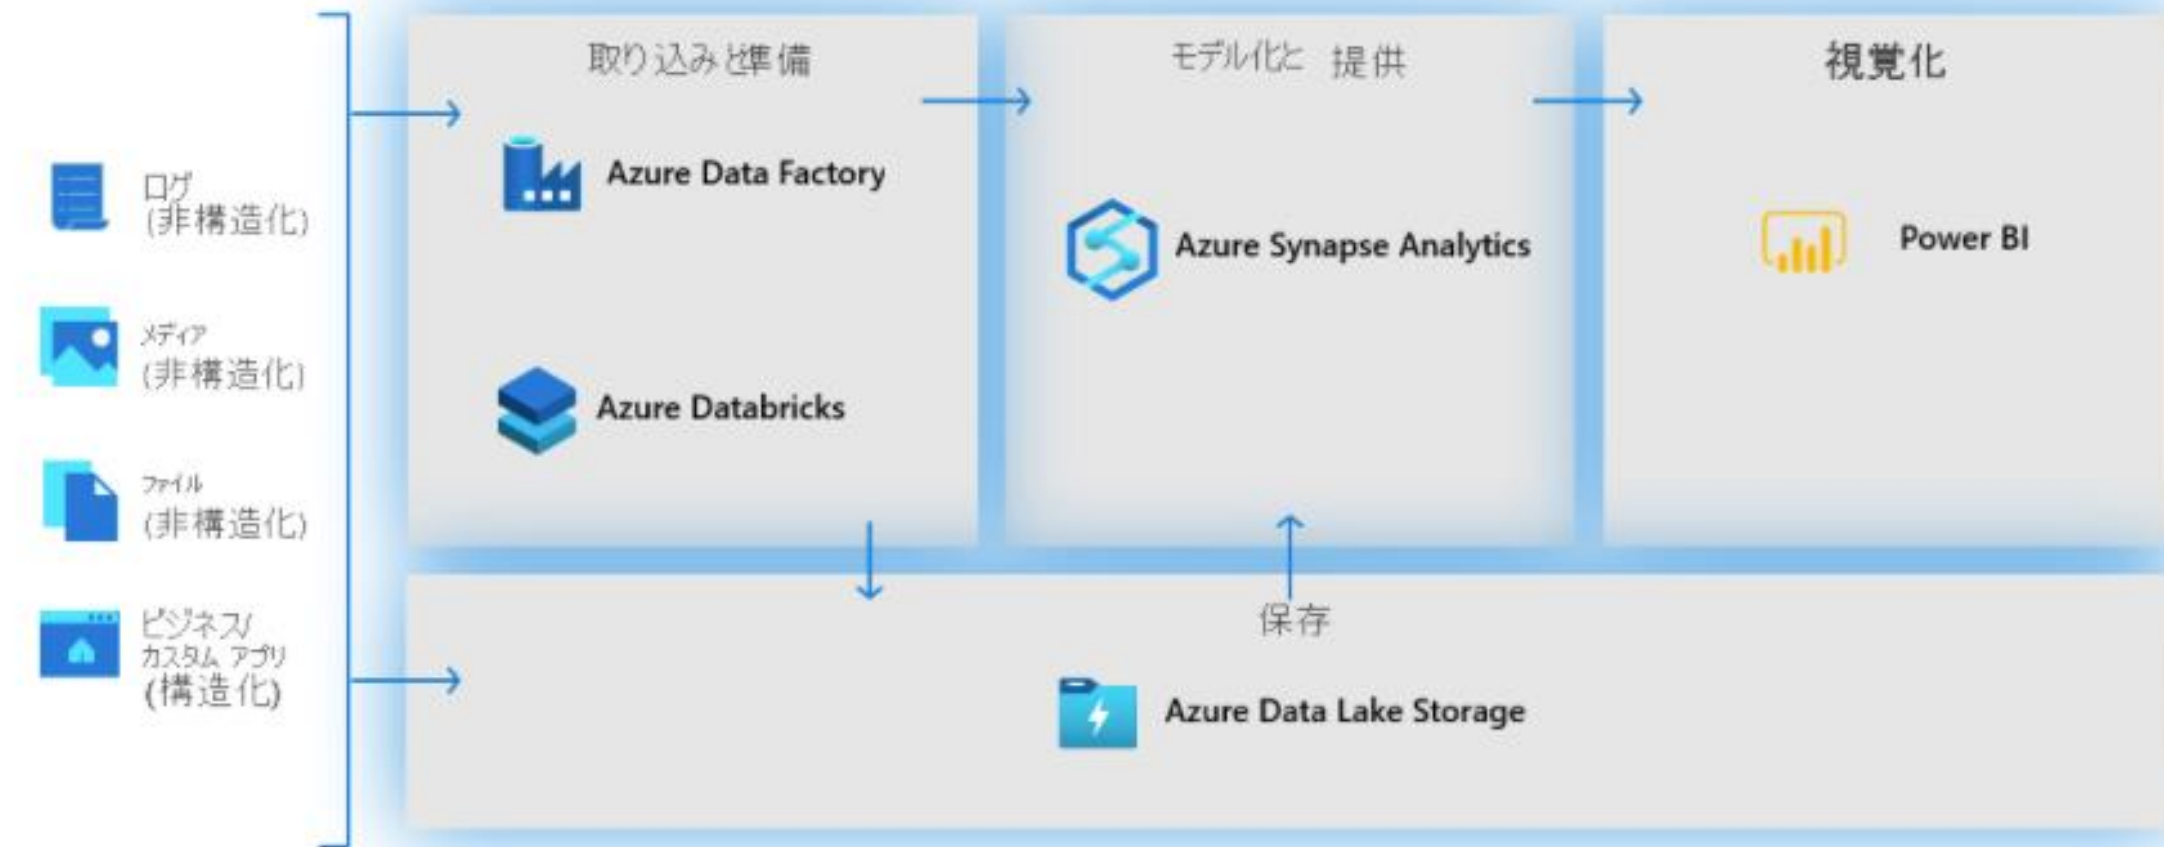 ログ
(非構造化)
メディア
(非構造化)
ファイル
(非構造化)
ビジネス/
カスタム アプリ
(構造化)
取り込みと準備
Azure Data Factory
Azure Databricks
モデル化と 提供
Azure Synapse Analytics
視覚化
Power BI
保存
Azure Data Lake Storage